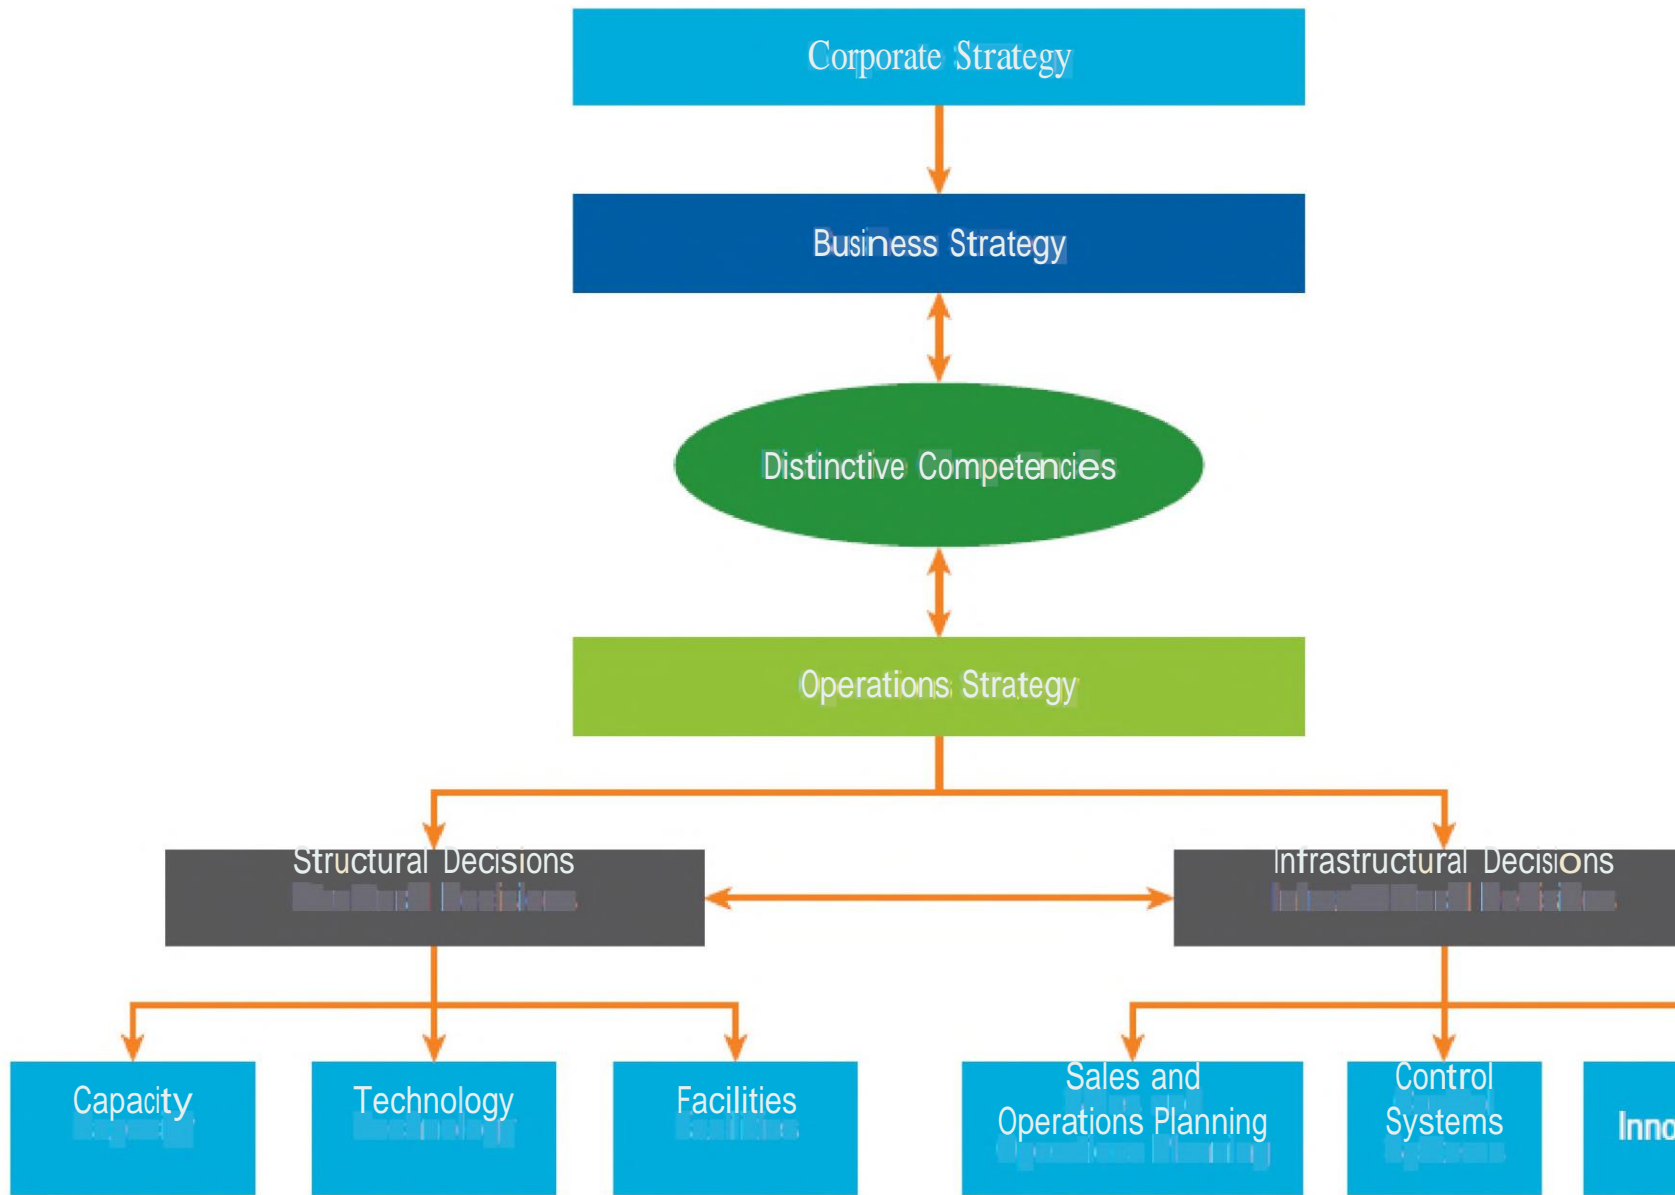 Corporate Strategy
Business Strategy
Distinctive Competencies
Operations Strategy
Structural Decisions
Infrastructural Decisions
Capacity
Technology
Facilities
Sales and
Operations Planning
Control
Systems
Inno